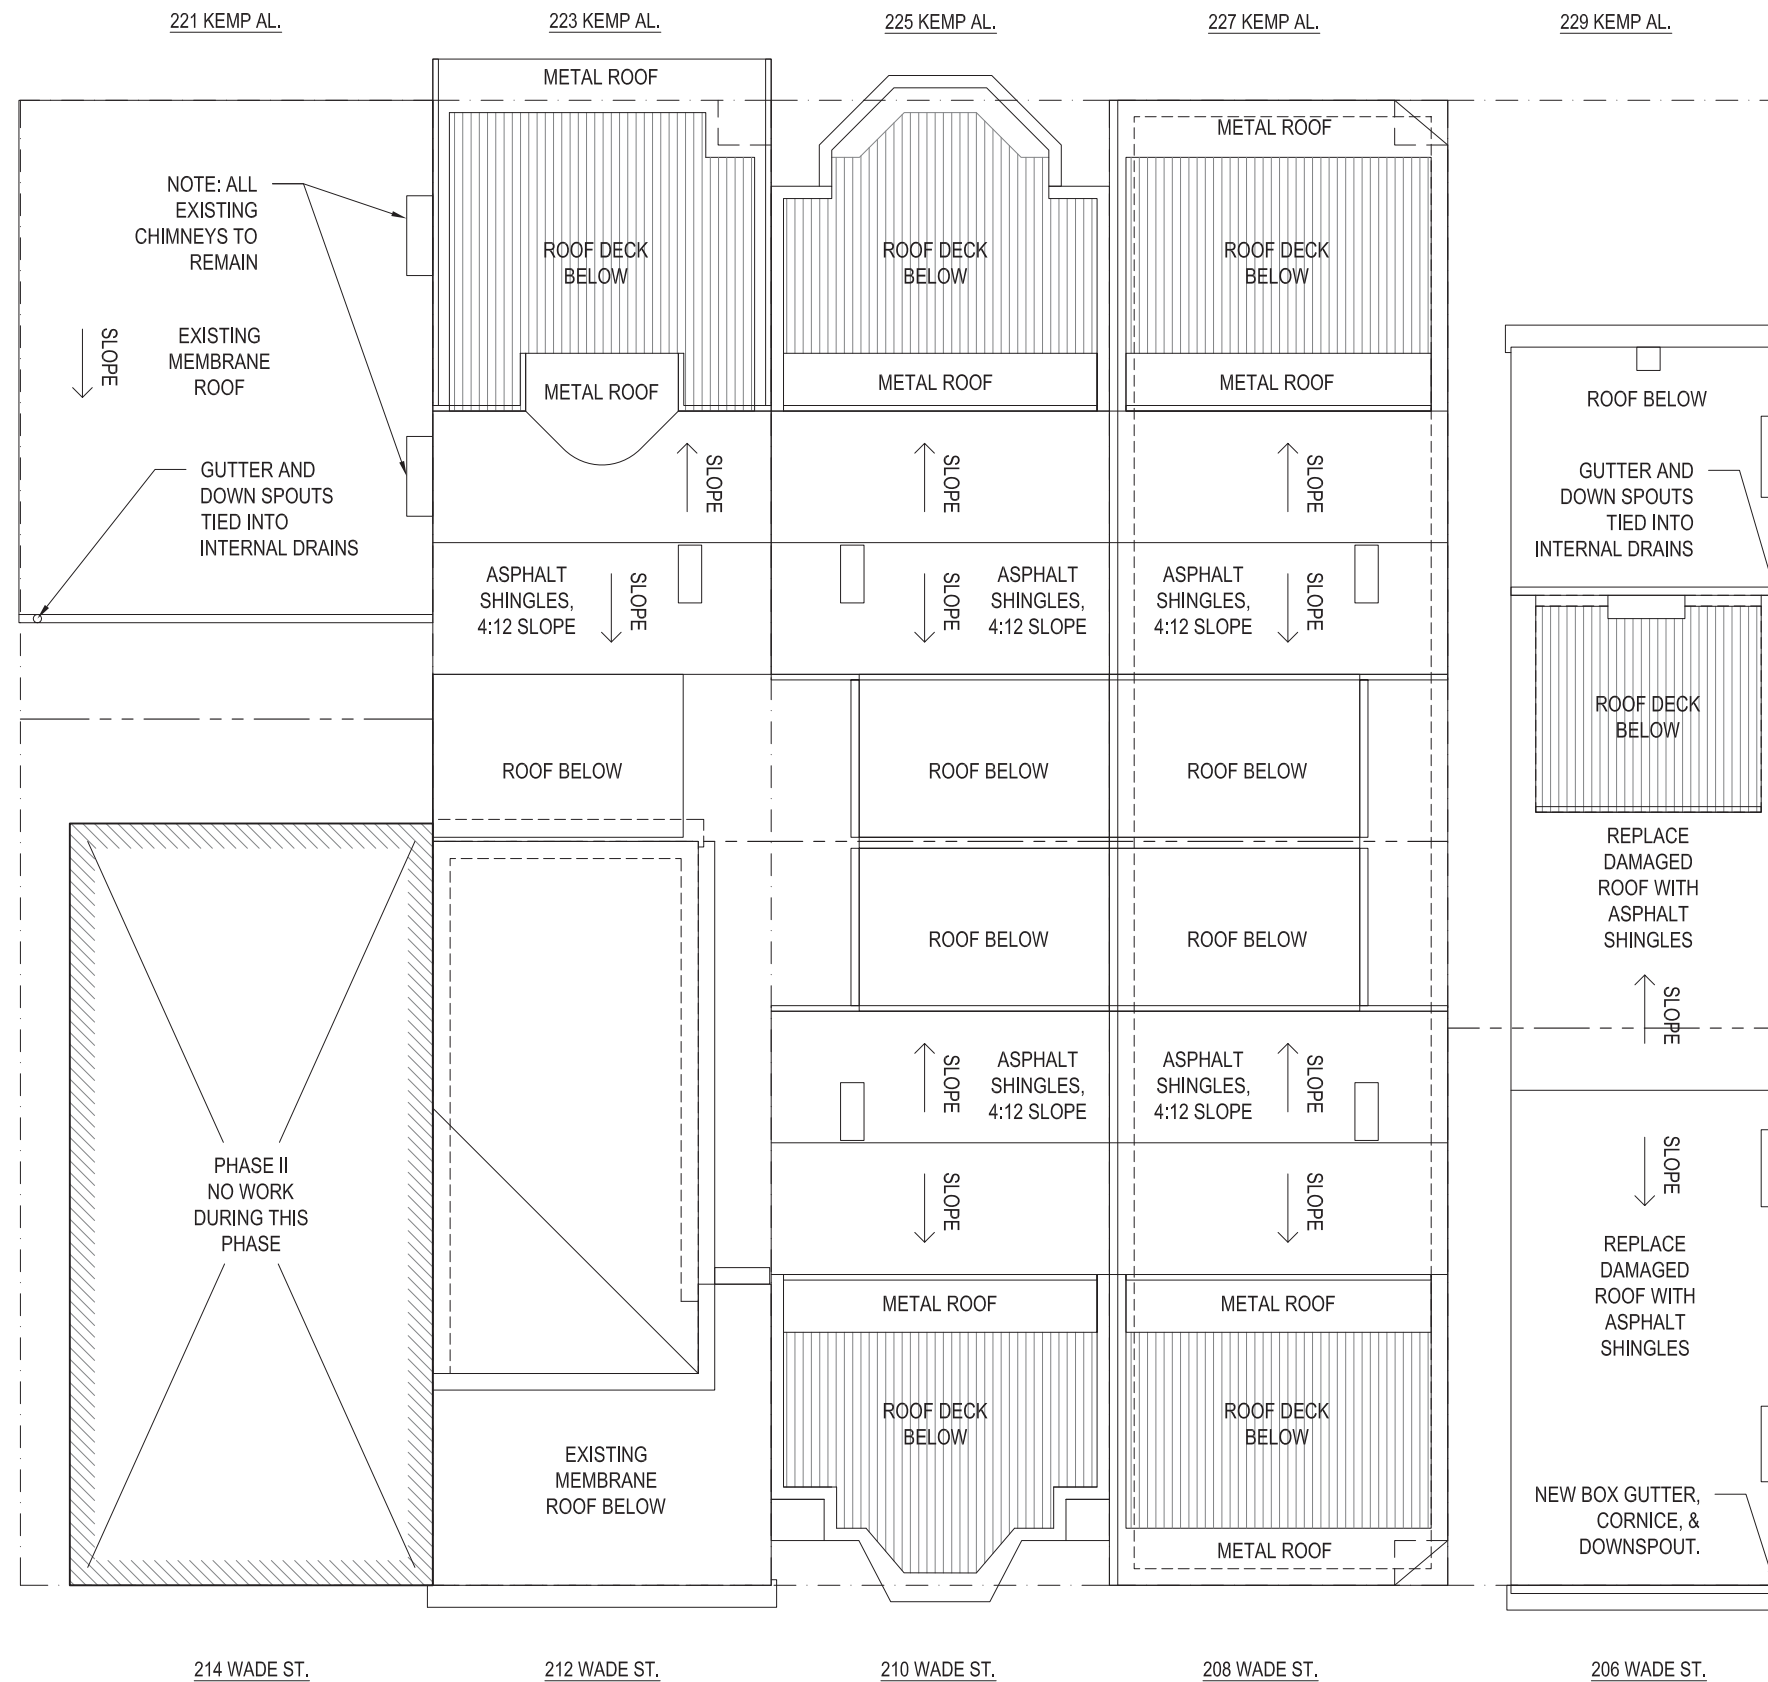 221 KEMP AL.
223 KEMP AL.
225 KEMP AL.
227 KEMP AL.
229 KEMP AL.
METAL ROOF
METAL ROOF
NOTE: ALL
EXISTING
CHIMNEYS TO
REMAIN
ROOF DECK
BELOW
ROOF DECK
BELOW
ROOF DECK
BELOW
SLOPE
EXISTING
MEMBRANE
ROOF
METAL ROOF
METAL ROOF
METAL ROOF
ROOF BELOW
GUTTER AND
DOWN SPOUTS
TIED INTO
INTERNAL DRAINS
SLOPE
SLOPE
SLOPE
GUTTER AND
DOWN SPOUTS
TIED INTO
INTERNAL DRAINS
ASPHALT
SHINGLES,
4:12 SLOPE
SLOPE
SLOPE
ASPHALT
SHINGLES,
4:12 SLOPE
ASPHALT
SHINGLES,
4:12 SLOPE
SLOPE
ROOF DECK
BELOW
ROOF BELOW
ROOF BELOW
ROOF BELOW
REPLACE
DAMAGED
ROOF WITH
ASPHALT
SHINGLES
ROOF BELOW
ROOF BELOW
SLOPE
SLOPE
ASPHALT
SHINGLES,
4:12 SLOPE
ASPHALT
SHINGLES,
4:12 SLOPE
SLOPE
PHASE II
NO WORK
DURING THIS
PHASE
SLOPE
SLOPE
SLOPE
REPLACE
DAMAGED
ROOF WITH
ASPHALT
SHINGLES
METAL ROOF
METAL ROOF
ROOF DECK
BELOW
ROOF DECK
BELOW
EXISTING
MEMBRANE
ROOF BELOW
NEW BOX GUTTER,
CORNICE, &
DOWNSPOUT.
METAL ROOF
214 WADE ST.
212 WADE ST.
210 WADE ST.
208 WADE ST.
206 WADE ST.